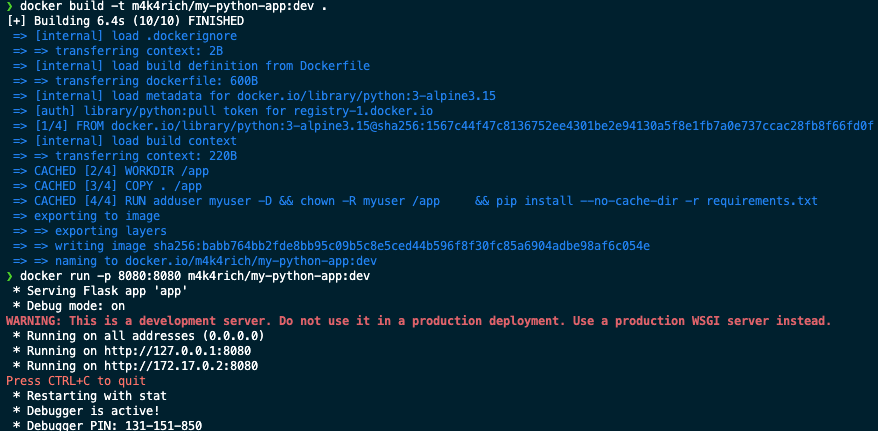 ❯ docker build -t m4k4rich/my-python-app:dev .
[+] Building 6.4s (10/10) FINISHED
=> [internal] load .dockerignore
=> => transferring context: 2B
=> [internal] load build definition from Dockerfile
=> => transferring dockerfile: 600B
=> [internal] load metadata for docker.io/library/python:3-alpine3.15
=> [auth] library/python:pull token for registry-1.docker.io
=> [1/4] FROM docker.io/library/python:3-alpine3.15@sha256:1567c44f47c8136752ee4301be2e94130a5f8e1fb7a0e737ccac28fb8f66fd0f
=> [internal] load build context
=> => transferring context: 220B
=> CACHED [2/4] WORKDIR /app
=> CACHED [3/4] COPY . /app
=> CACHED [4/4] RUN adduser myuser -D && chown -R myuser /app     && pip install --no-cache-dir -r requirements.txt
=> exporting to image
=> => exporting layers
=> => writing image sha256:babb764bb2fde8bb95c09b5c8e5ced44b596f8f30fc85a6904adbe98af6c054e
=> => naming to docker.io/m4k4rich/my-python-app:dev
❯ docker run -p 8080:8080 m4k4rich/my-python-app:dev
* Serving Flask app 'app'
* Debug mode: on
WARNING: This is a development server. Do not use it in a production deployment. Use a production WSGI server instead.
* Running on all addresses (0.0.0.0)
* Running on http://127.0.0.1:8080
* Running on http://172.17.0.2:8080
Press CTRL+C to quit
* Restarting with stat
* Debugger is active!
* Debugger PIN: 131-151-850